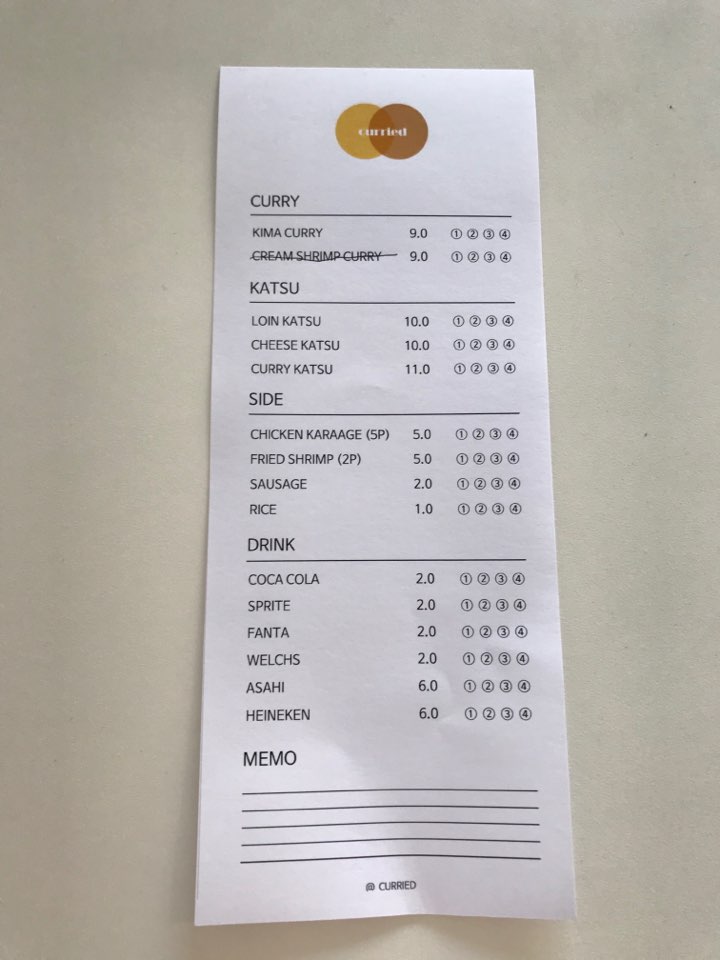 curried
CURRY
KIMA CURRY 9.0 ① ② ③ ④
CREAM SHRIMP CURRY 9.0 ① ② ③ ④
KATSU
LOIN KATSU 10.0 ① ② ③ ④
CHEESE KATSU 10.0 ① ② ③ ④
CURRY KATSU 11.0 ① ② ③ ④
SIDE
CHICKEN KARAAGE (5P) 5.0 ① ② ③ ④
FRIED SHRIMP (2P) 5.0 ① ② ③ ④
SAUSAGE 2.0 ① ② ③ ④
RICE 1.0 ① ② ③ ④
DRINK
COCA COLA 2.0 ① ② ③ ④
SPRITE 2.0 ① ② ③ ④
FANTA 2.0 ① ② ③ ④
WELCHS 2.0 ① ② ③ ④
ASAHI 6.0 ① ② ③ ④
HEINEKEN 6.0 ① ② ③ ④
MEMO
@ CURRIED